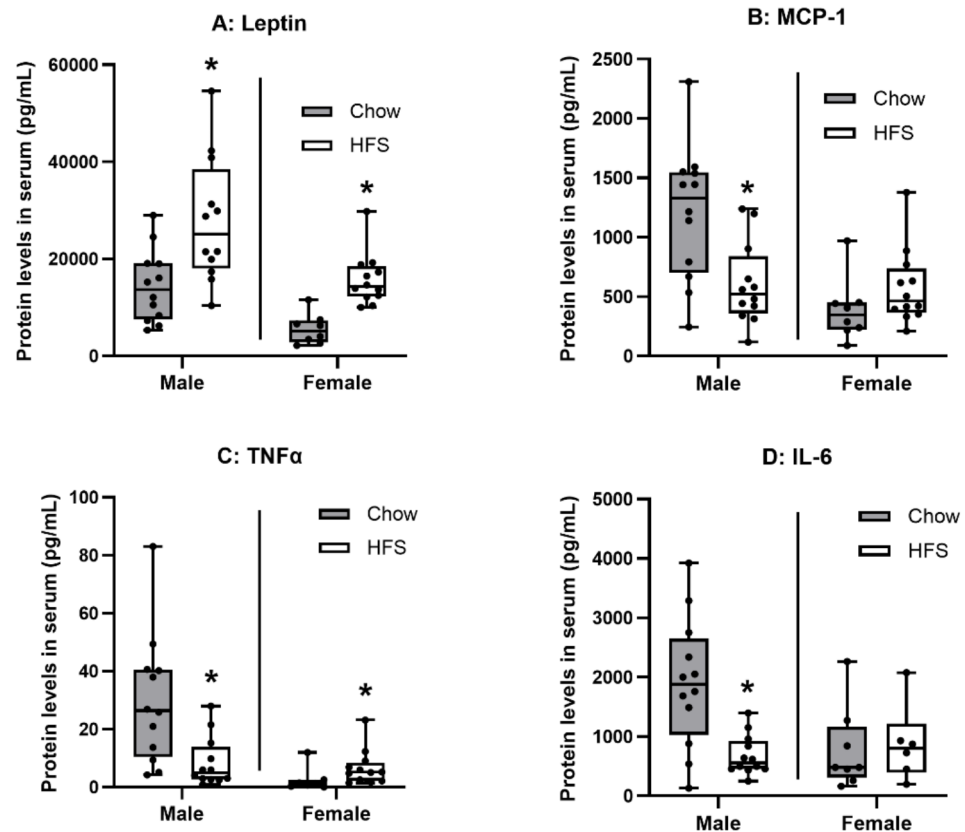 A: Leptin
Protein levels in serum (pg/mL)
60000
40000
20000
0
*
*
Chow
HFS
Male
Female
B: MCP-1
Protein levels in serum (pg/mL)
2500
2000
1500
1000
500
0
*
Chow
HFS
Male
Female
C: TNFα
Protein levels in serum (pg/mL)
100
80
60
40
20
0
*
*
Chow
HFS
Male
Female
D: IL-6
Protein levels in serum (pg/mL)
5000
4000
3000
2000
1000
0
*
Chow
HFS
Male
Female